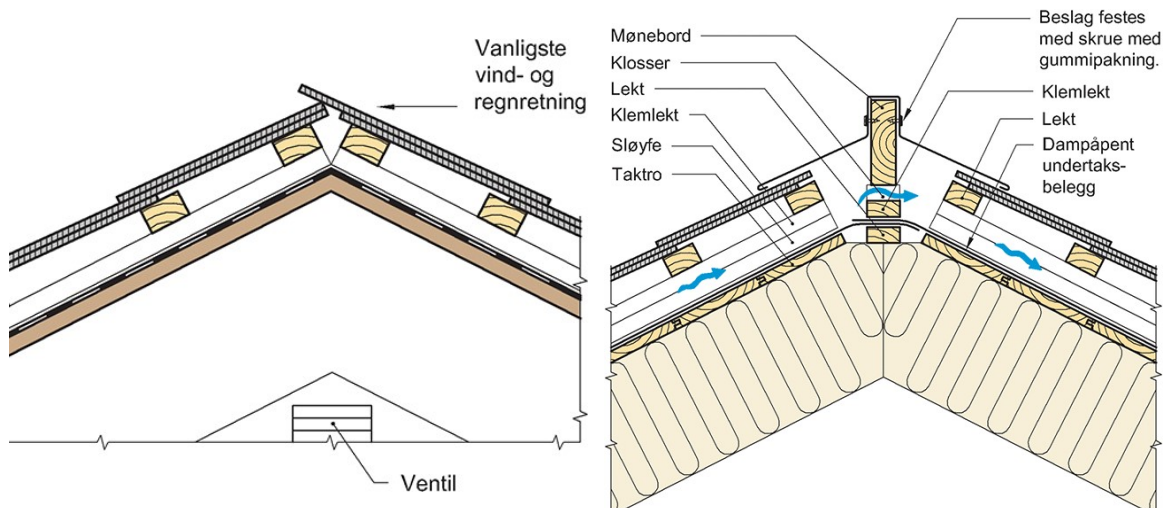 Vanligste
vind- og
regnretning
Ventil
Mønebord
Klosser
Lekt
Klemlekt
Sløyfe
Taktro
Beslag festes
med skrue med
gummipakning.
Klemlekt
Lekt
Dampåpent
undertaks-
belegg